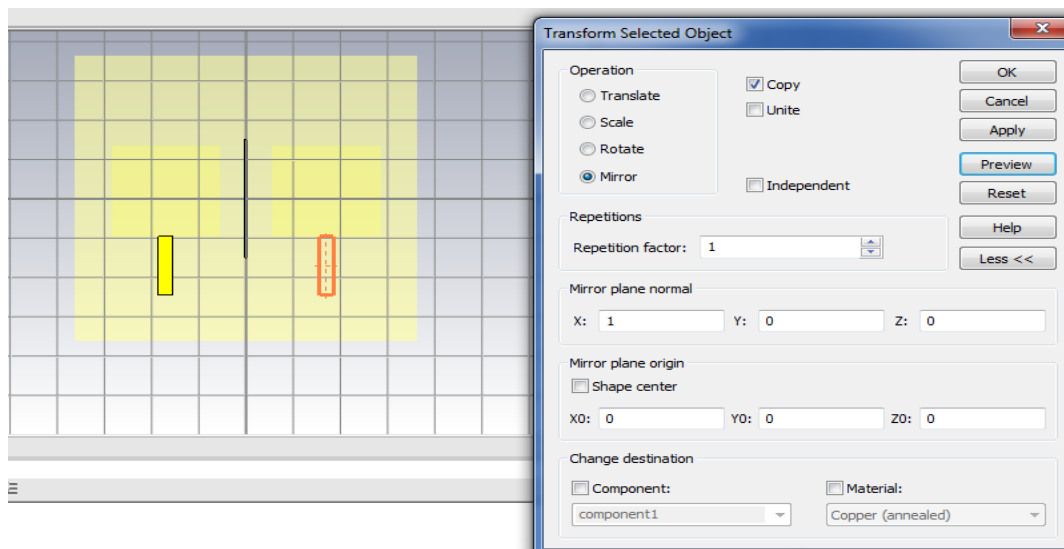 Transform Selected Object
Operation
Translate
Scale
Rotate
Mirror
Copy
Unite
Independent
OK
Cancel
Apply
Preview
Reset
Help
Less <<
Repetitions
Repetition factor: 1
Mirror plane normal
X: 1 Y: 0 Z: 0
Mirror plane origin
Shape center
X0: 0 Y0: 0 Z0: 0
Change destination
Component: Material:
component1 Copper (annealed)